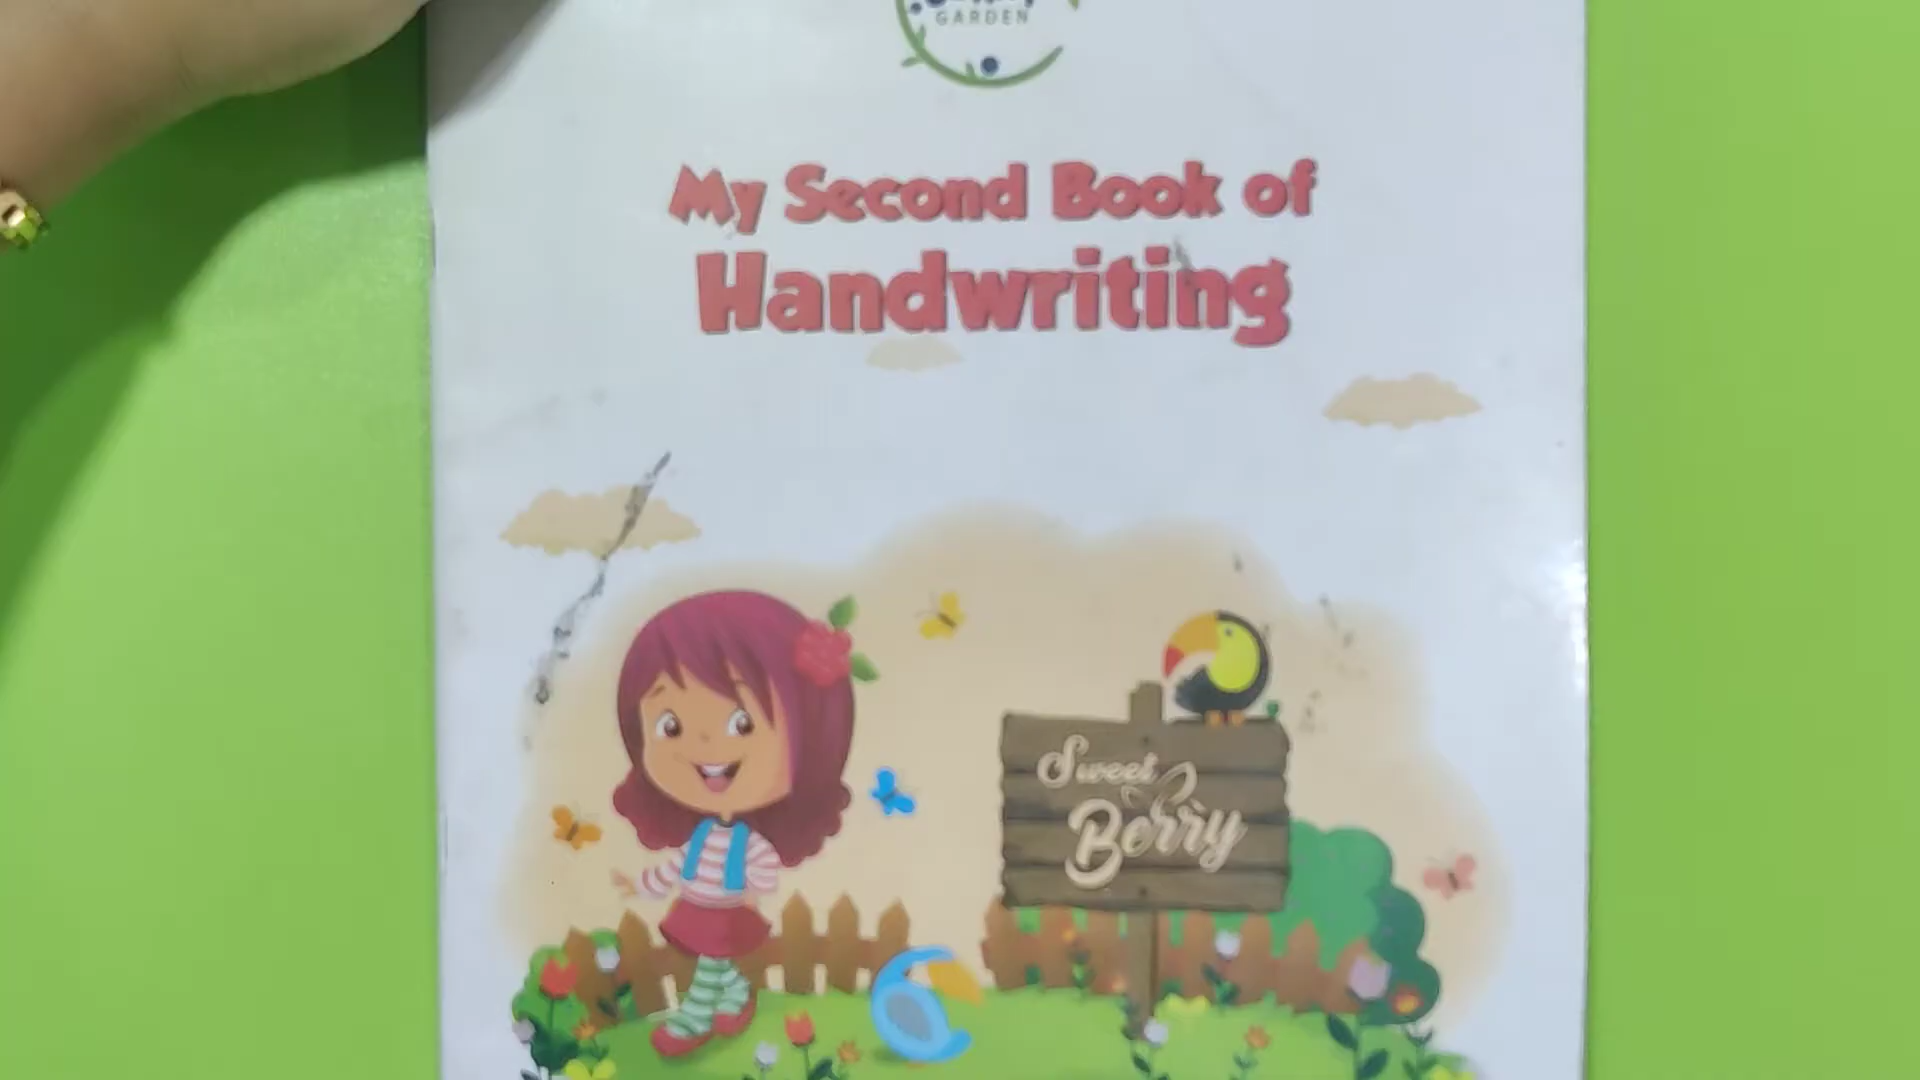 GARDEN
My Second Book of
Handwriting
Sweet
Berry